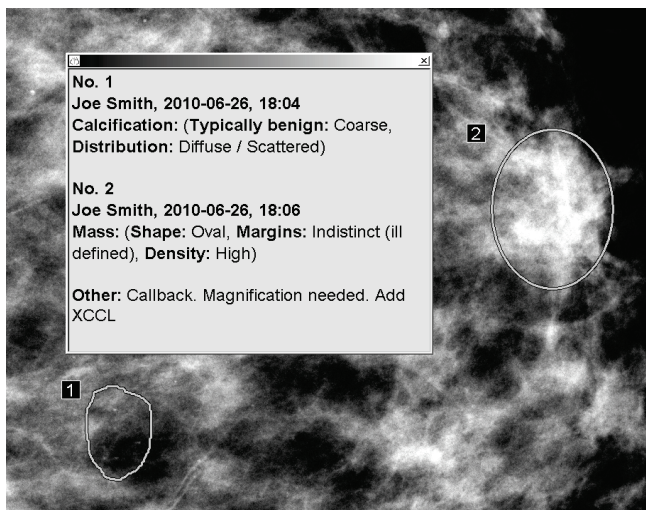 No. 1
Joe Smith, 2010-06-26, 18:04
Calcification: (Typically benign: Coarse,
Distribution: Diffuse / Scattered)
No. 2
Joe Smith, 2010-06-26, 18:06
Mass: (Shape: Oval, Margins: Indistinct (ill
defined), Density: High)
Other: Callback. Magnification needed. Add
XCCL
2
1